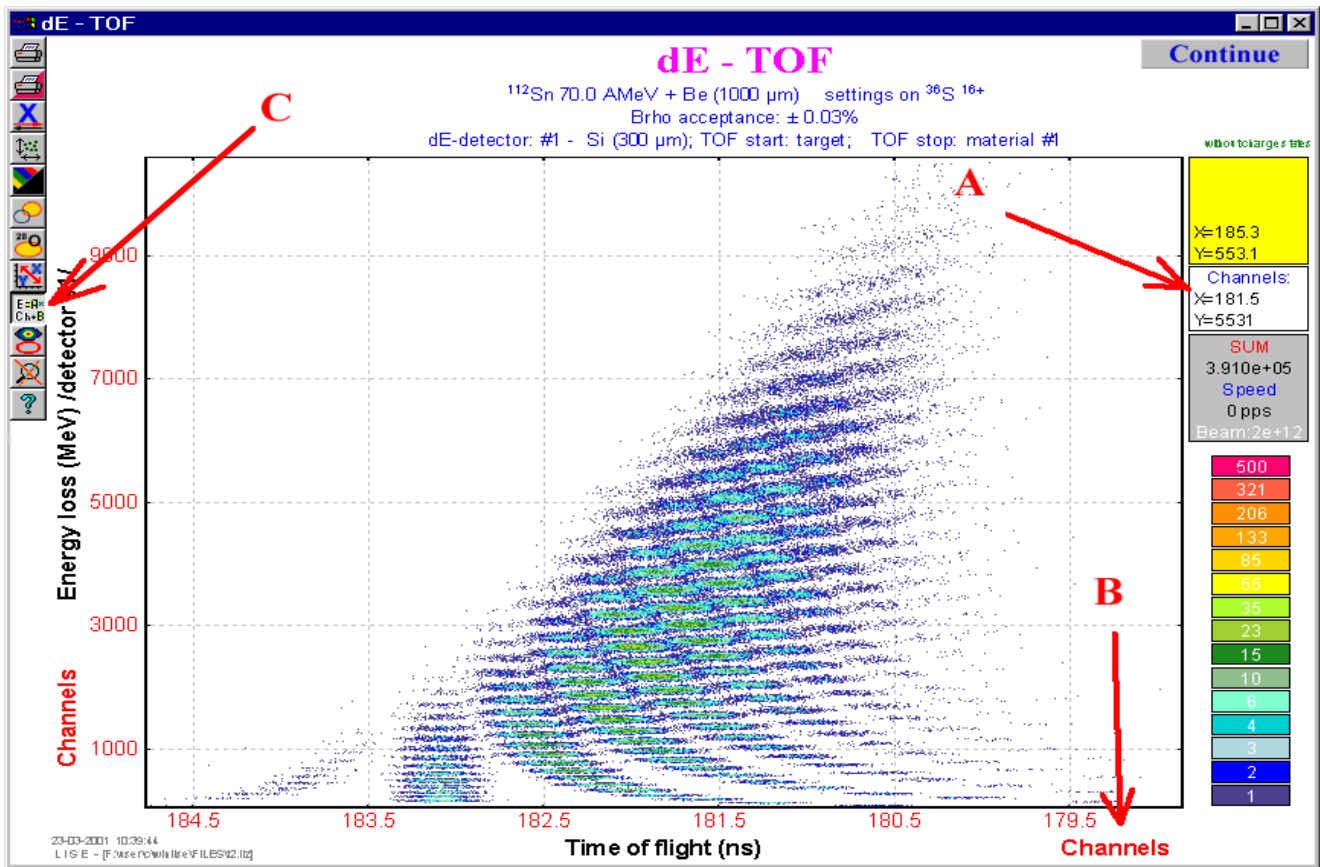 dE - TOF
dE - TOF
Continue
¹¹²Sn 70.0 AMeV + Be (1000 µm) settings on ³⁶S ¹⁶⁺
Brho acceptance: ± 0.03%
dE-detector: #1 - Si (300 µm); TOF start: target; TOF stop: material #1
without charges states
C
A
B
X
28
Y X
E=A×
Ch+B
?
X=185.3
Y=553.1
Channels:
X=181.5
Y=5531
SUM
3.910e+05
Speed
0 pps
Beam:2e+12
500
321
206
133
85
55
35
23
15
10
6
4
3
2
1
Energy loss (MeV) /detector
Channels
7000
5000
3000
1000
184.5 183.5 182.5 181.5 180.5 179.5
Time of flight (ns)
Channels
23-03-2001 10:39:44
L I S E -